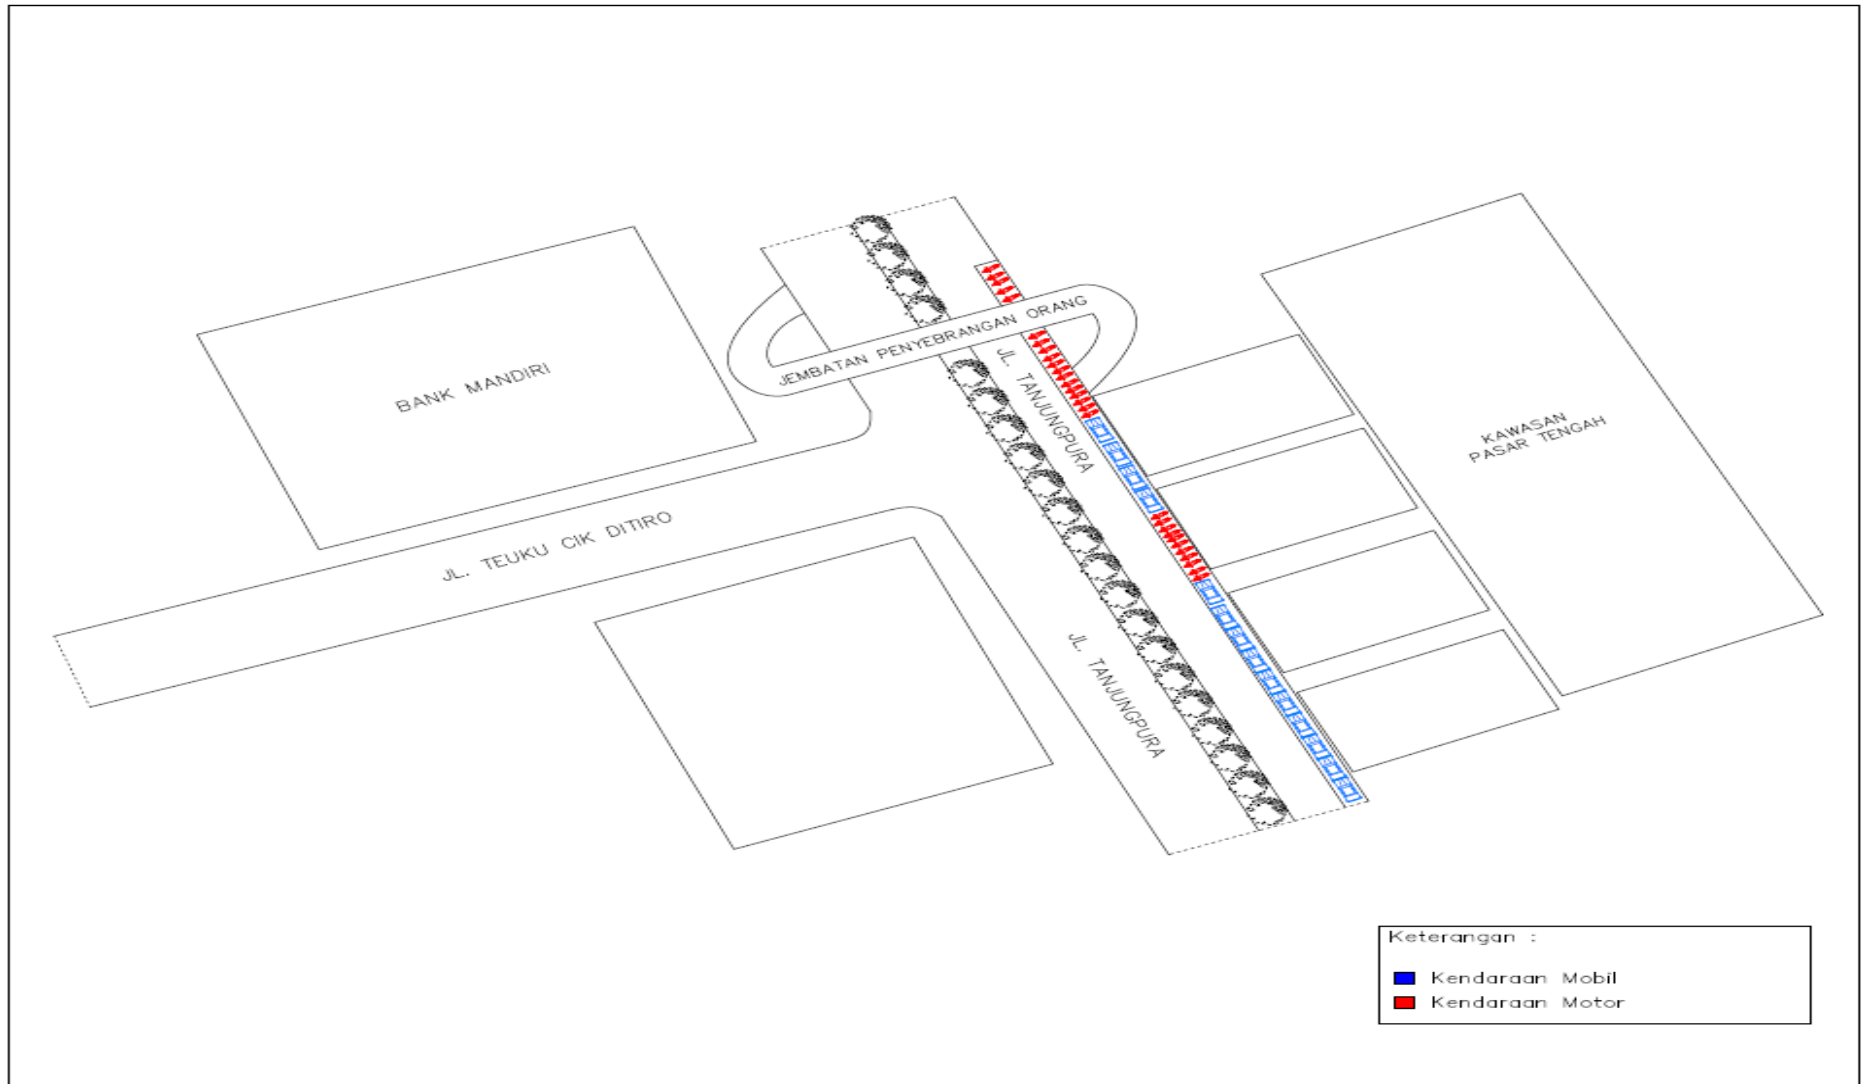 BANK MANDIRI
JEMBATAN PENYEBRANGAN ORANG
JL. TANJUNGPURA
KAWASAN
PASAR TENGAH
JL. TEUKU CIK DITIRO
JL. TANJUNGPURA
Keterangan :
Kendaraan Mobil
Kendaraan Motor